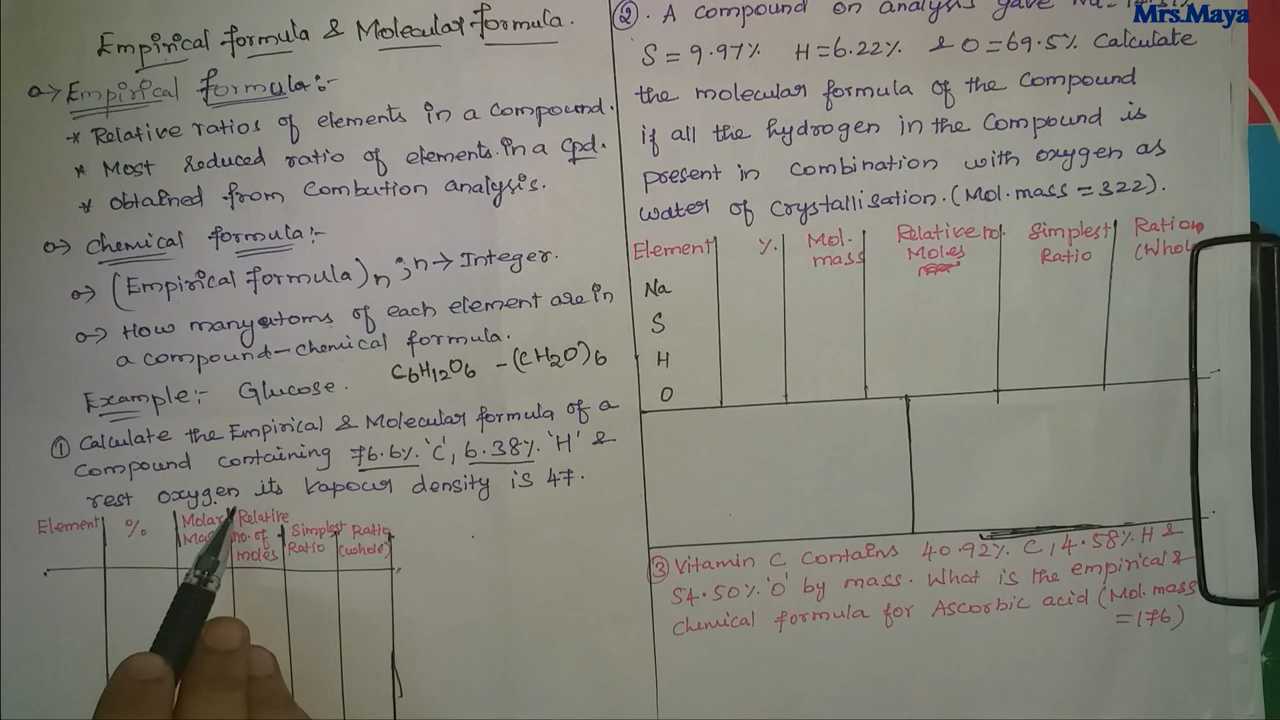 Empirical formula & Molecular formula.
Empirical formula:-
* Relative ratios of elements in a compound.
* Most reduced ratio of elements in a cpd.
* obtained from Combution analysis.
chemical formula:-
(Empirical formula)n ; n → Integer.
How many atoms of each element are in
a compound - chemical formula.
Example:- Glucose. C6H12O6 - (CH2O)6
① Calculate the Empirical & Molecular formula of a
Compound containing 76.6% 'C', 6.38% 'H' &
rest oxygen its vapour density is 47.
Element % Molar Relative no. of moles Simplest Ratio Ratio (whole)
②. A compound on analysis gave
Mrs.Maya
S = 9.97% H = 6.22% & O = 69.5% Calculate
the molecular formula of the compound
if all the hydrogen in the compound is
present in combination with oxygen as
water of crystallisation. (Mol. mass = 322).
Element % Mol. mass Relative no. Moles Simplest Ratio Ratio (Whole
Na
S
H
O
③ Vitamin C contains 40.92% C, 4.58% H &
54.50% 'O' by mass. What is the empirical &
chemical formula for Ascorbic acid (Mol. mass
= 176)